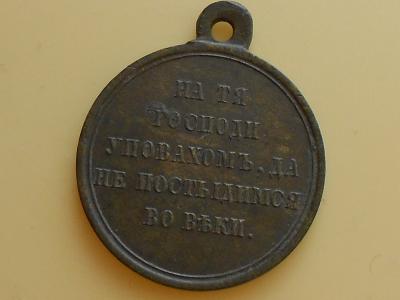 НА ТЯ
ГОСПОДИ
УПОВАХОМЪ, ДА
НЕ ПОСТЫДИМСЯ
ВО ВѢКИ.